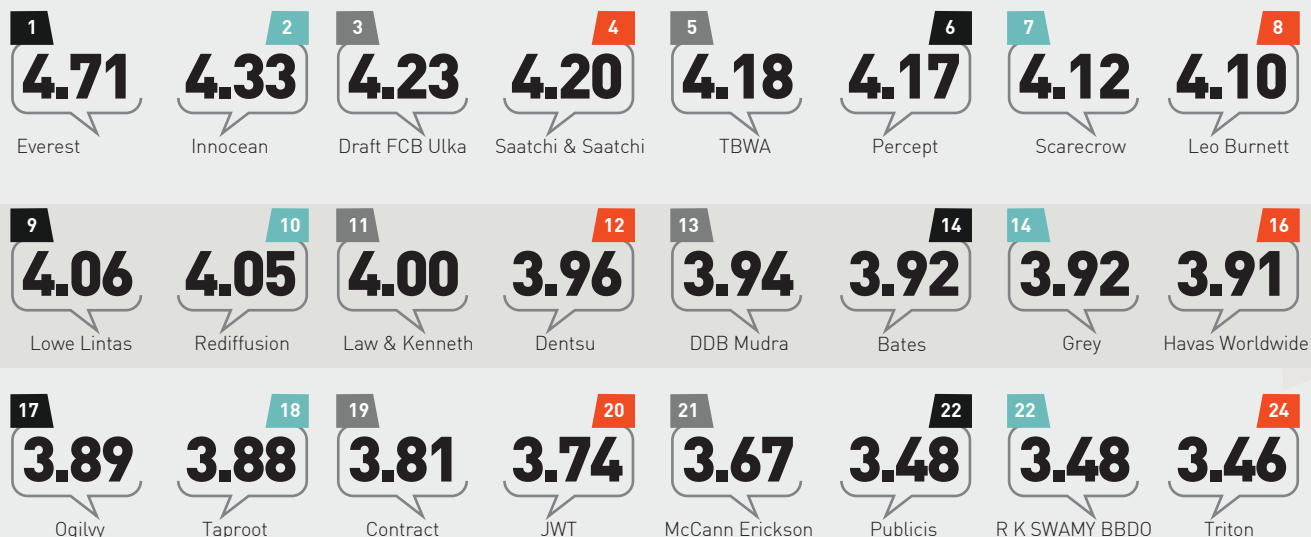 1 2 3 4 5 6 7 8
4.71 4.33 4.23 4.20 4.18 4.17 4.12 4.10
Everest Innocean Draft FCB Ulka Saatchi & Saatchi TBWA Percept Scarecrow Leo Burnett
9 10 11 12 13 14 14 16
4.06 4.05 4.00 3.96 3.94 3.92 3.92 3.91
Lowe Lintas Rediffusion Law & Kenneth Dentsu DDB Mudra Bates Grey Havas Worldwide
17 18 19 20 21 22 22 24
3.89 3.88 3.81 3.74 3.67 3.48 3.48 3.46
Ogilvy Taproot Contract JWT McCann Erickson Publicis R K SWAMY BBDO Triton